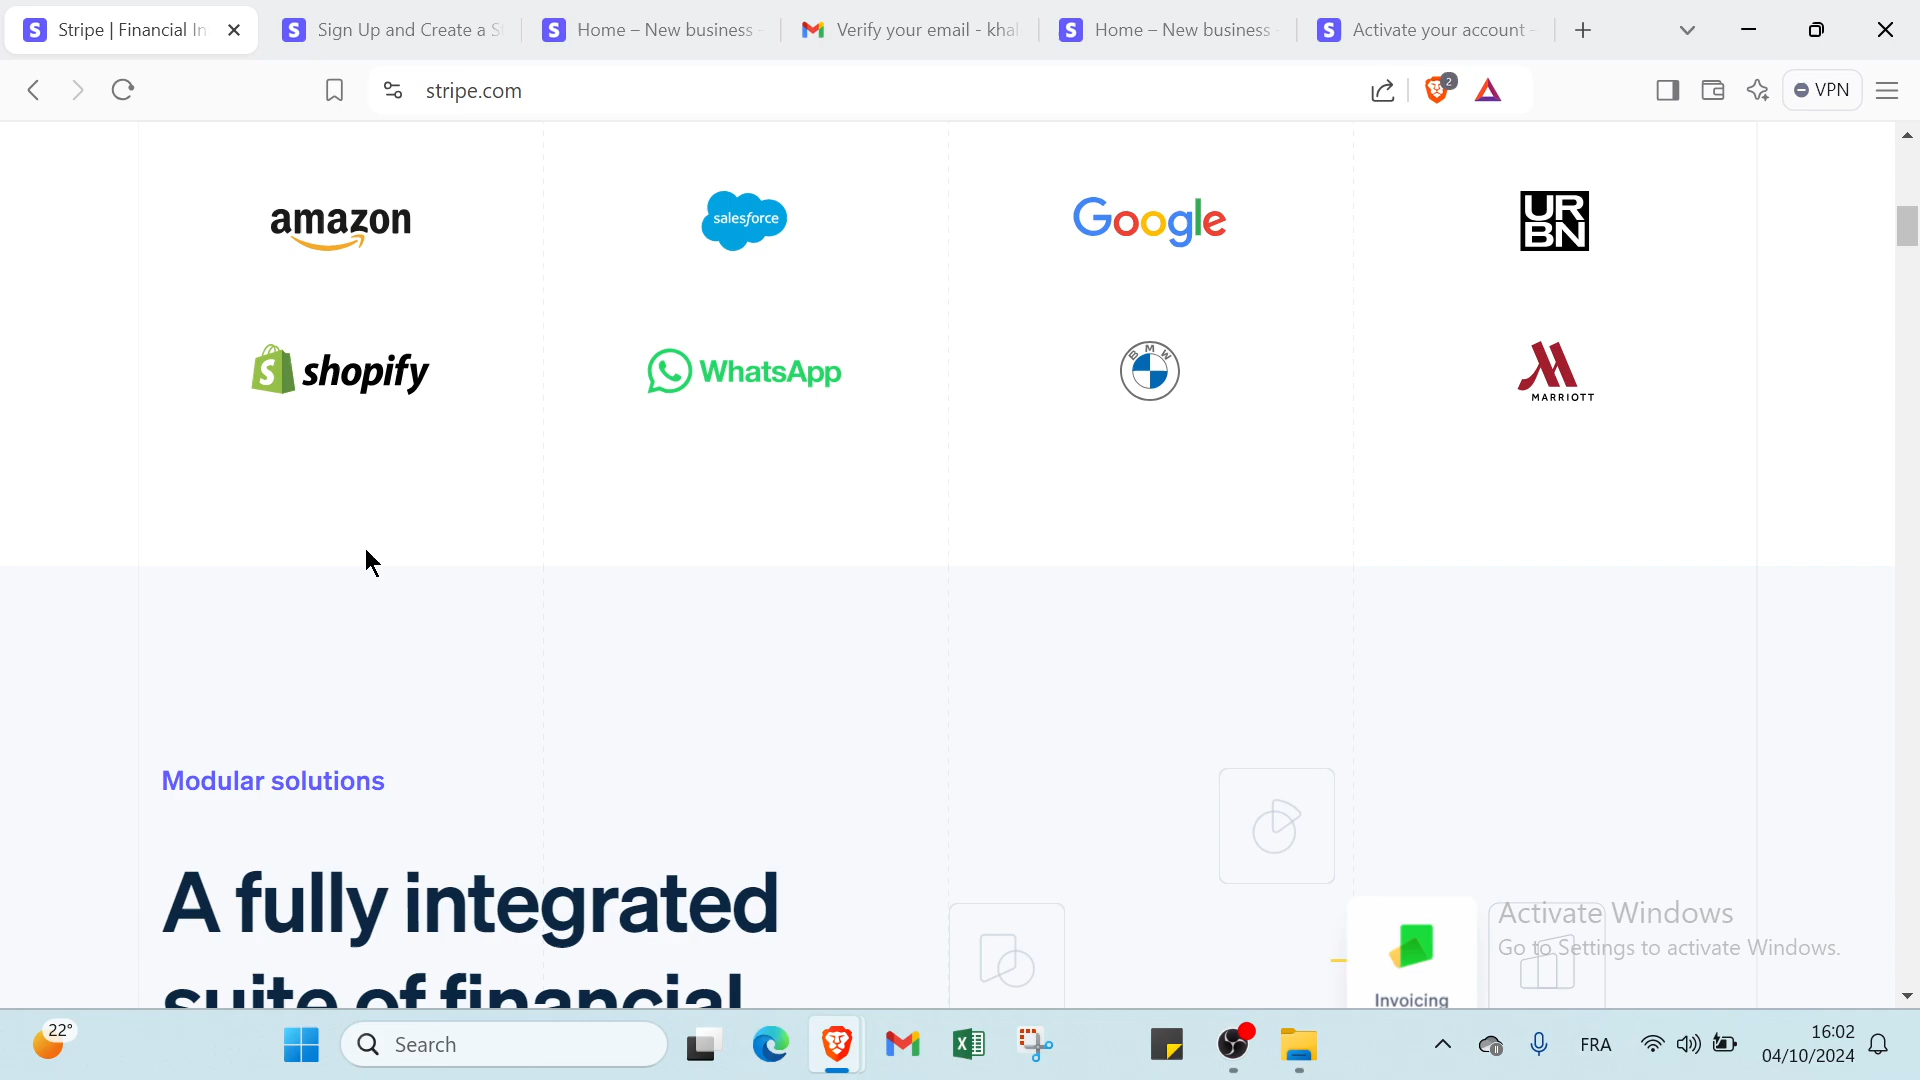 Stripe | Financial In
Sign Up and Create a S
Home – New business -
Verify your email - khal
Home – New business
Activate your account -
stripe.com
2
VPN
amazon
salesforce
Google
UR
BN
shopify
WhatsApp
BMW
MARRIOTT
Modular solutions
A fully integrated
suite of financial
Invoicing
Activate Windows
Go to Settings to activate Windows.
22°
Search
FRA
16:02
04/10/2024